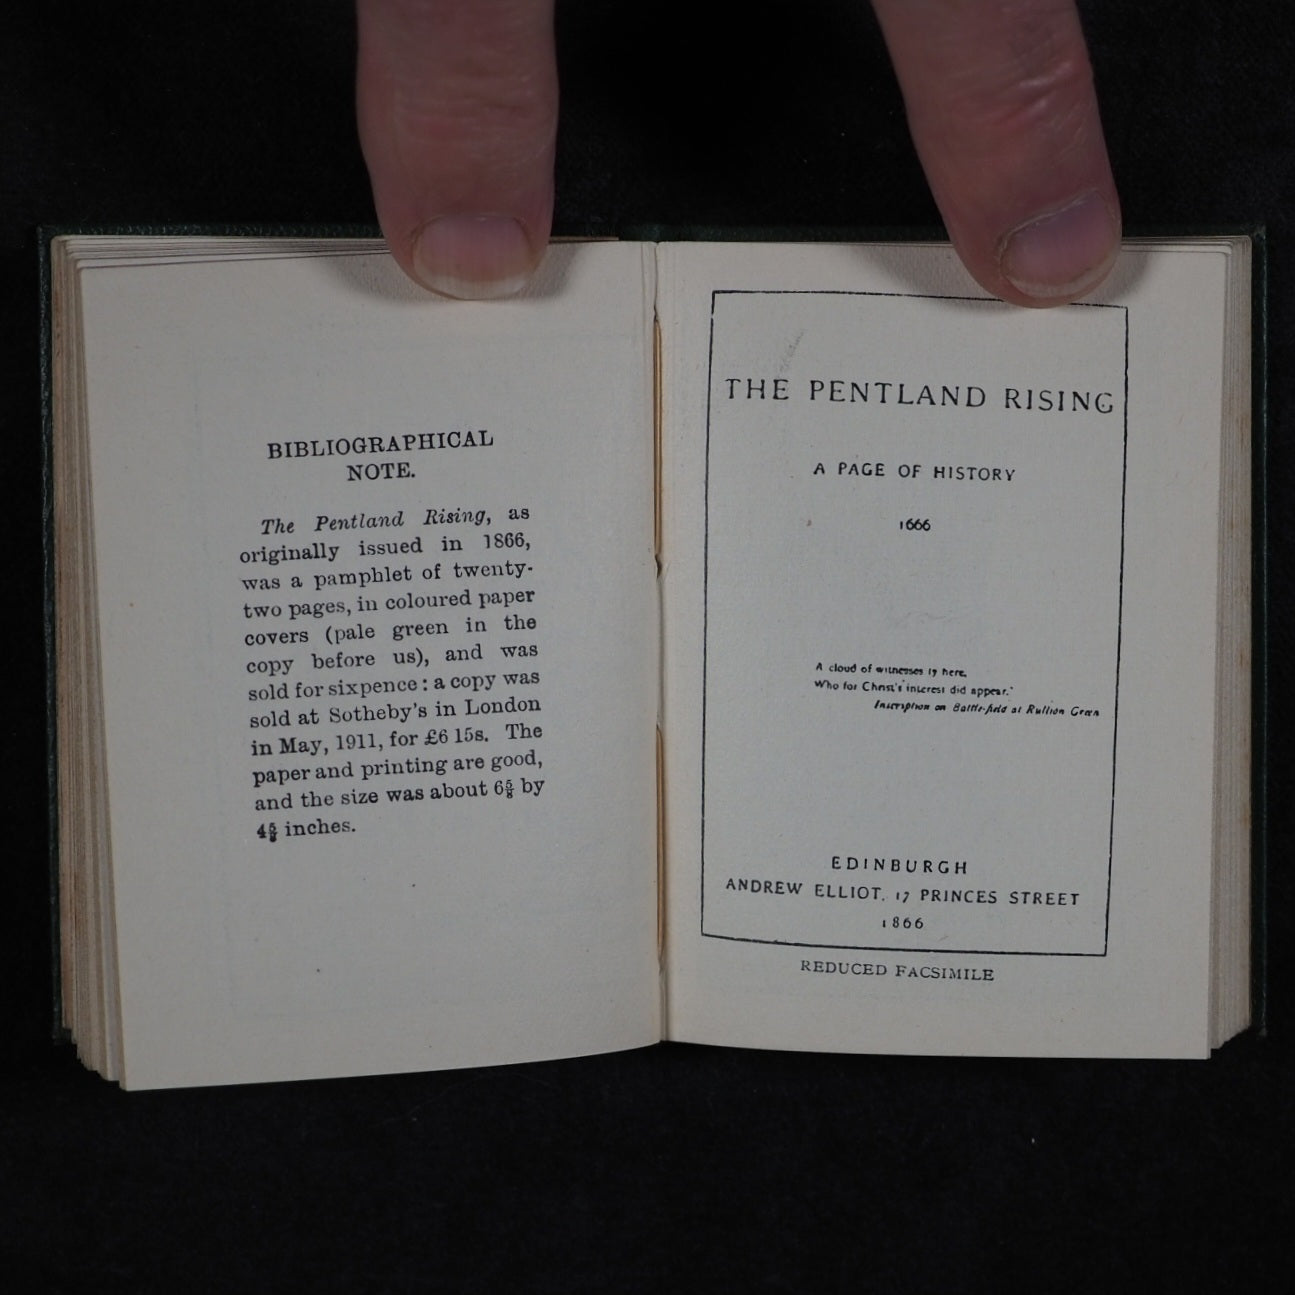 BIBLIOGRAPHICAL
NOTE.
The Pentland Rising, as
originally issued in 1866,
was a pamphlet of twenty-
two pages, in coloured paper
covers (pale green in the
copy before us), and was
sold for sixpence : a copy was
sold at Sotheby's in London
in May, 1911, for £6 15s. The
paper and printing are good,
and the size was about 6⅝ by
4⅝ inches.
THE PENTLAND RISING
A PAGE OF HISTORY
1666
A cloud of witnesses ly here,
Who for Christ's interest did appear.'
Inscription on Battle-field at Rullion Green
EDINBURGH
ANDREW ELLIOT, 17 PRINCES STREET
1866
REDUCED FACSIMILE